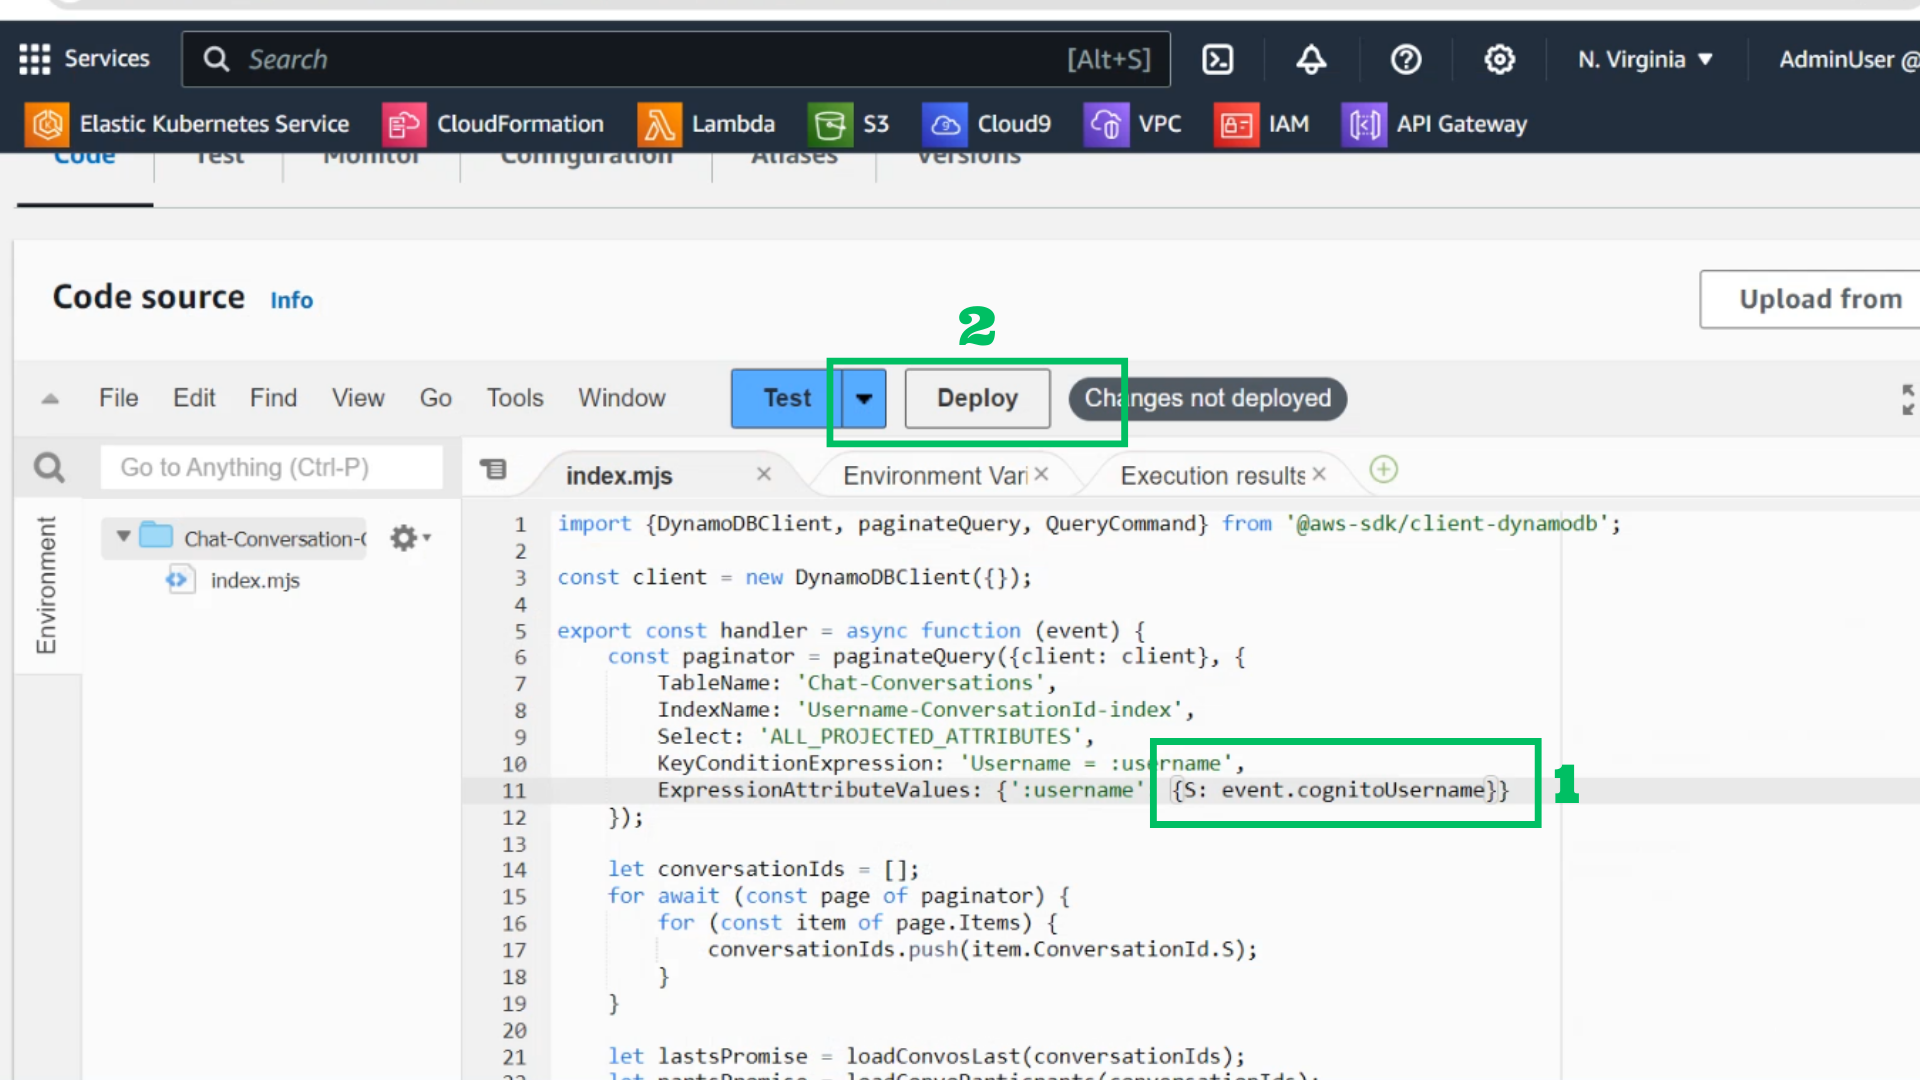 Services
Search [Alt+S]
N. Virginia ▼
AdminUser @
Elastic Kubernetes Service
CloudFormation
Lambda
S3
Cloud9
VPC
IAM
API Gateway
Code
Test
Monitor
Configuration
Aliases
Versions
Code source Info
Upload from
2
File Edit Find View Go Tools Window
Test
Deploy
Changes not deployed
Go to Anything (Ctrl-P)
index.mjs
Environment Vari
Execution results
Environment
Chat-Conversation-
index.mjs
1 import {DynamoDBClient, paginateQuery, QueryCommand} from '@aws-sdk/client-dynamodb';
2
3 const client = new DynamoDBClient({});
4
5 export const handler = async function (event) {
6 const paginator = paginateQuery({client: client}, {
7 TableName: 'Chat-Conversations',
8 IndexName: 'Username-ConversationId-index',
9 Select: 'ALL_PROJECTED_ATTRIBUTES',
10 KeyConditionExpression: 'Username = :username',
11 ExpressionAttributeValues: {':username' {S: event.cognitoUsername}}
1
12 });
13
14 let conversationIds = [];
15 for await (const page of paginator) {
16 for (const item of page.Items) {
17 conversationIds.push(item.ConversationId.S);
18 }
19 }
20
21 let lastsPromise = loadConvosLast(conversationIds);